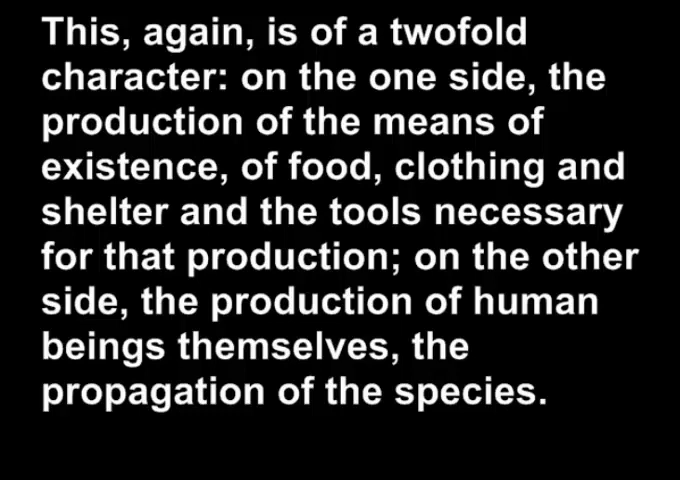 This, again, is of a twofold
character: on the one side, the
production of the means of
existence, of food, clothing and
shelter and the tools necessary
for that production; on the other
side, the production of human
beings themselves, the
propagation of the species.